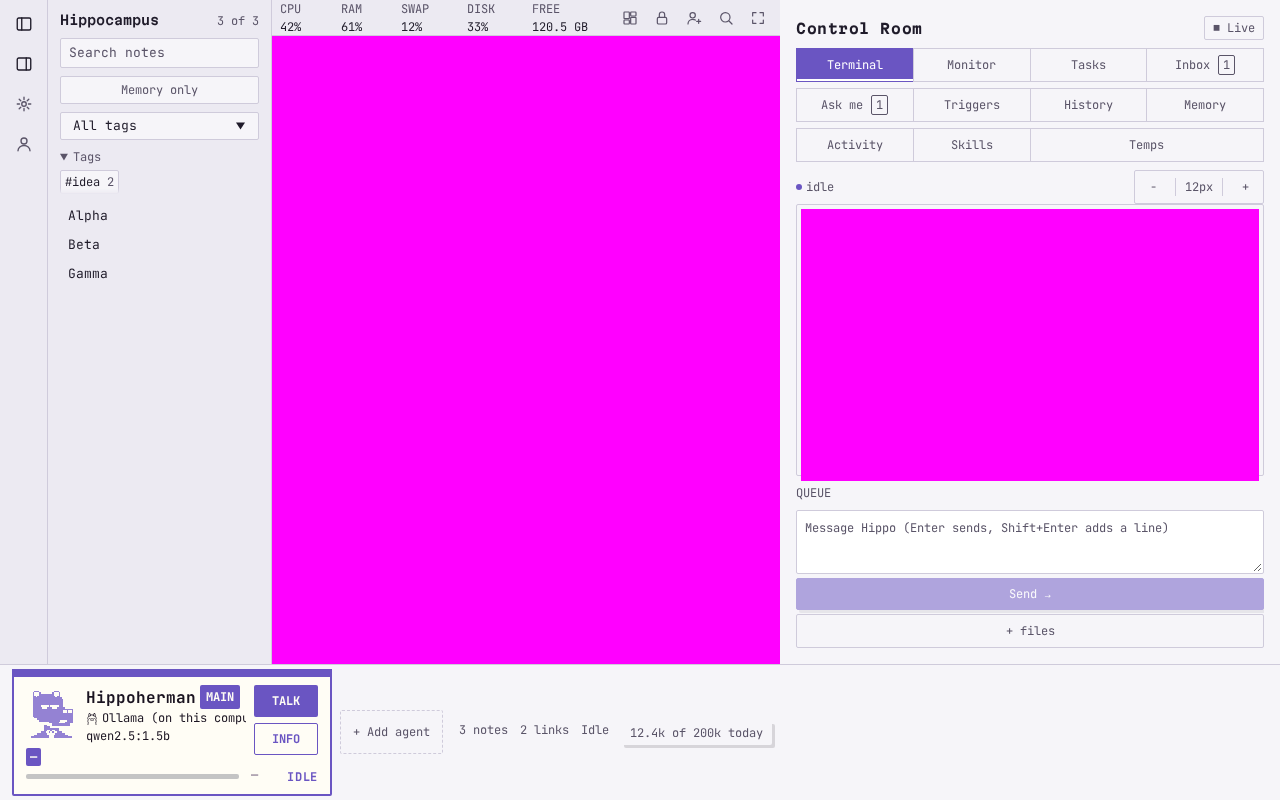 Hippocampus 3 of 3
Search notes
Memory only
All tags
Tags
#idea 2
Alpha
Beta
Gamma
CPU RAM SWAP DISK FREE
42% 61% 12% 33% 120.5 GB
Control Room
Live
Terminal Monitor Tasks Inbox 1
Ask me 1 Triggers History Memory
Activity Skills Temps
idle - 12px +
QUEUE
Message Hippo (Enter sends, Shift+Enter adds a line)
Send →
+ files
Hippoherman MAIN TALK
Ollama (on this compu
qwen2.5:1.5b INFO
—
— IDLE
+ Add agent 3 notes 2 links Idle 12.4k of 200k today